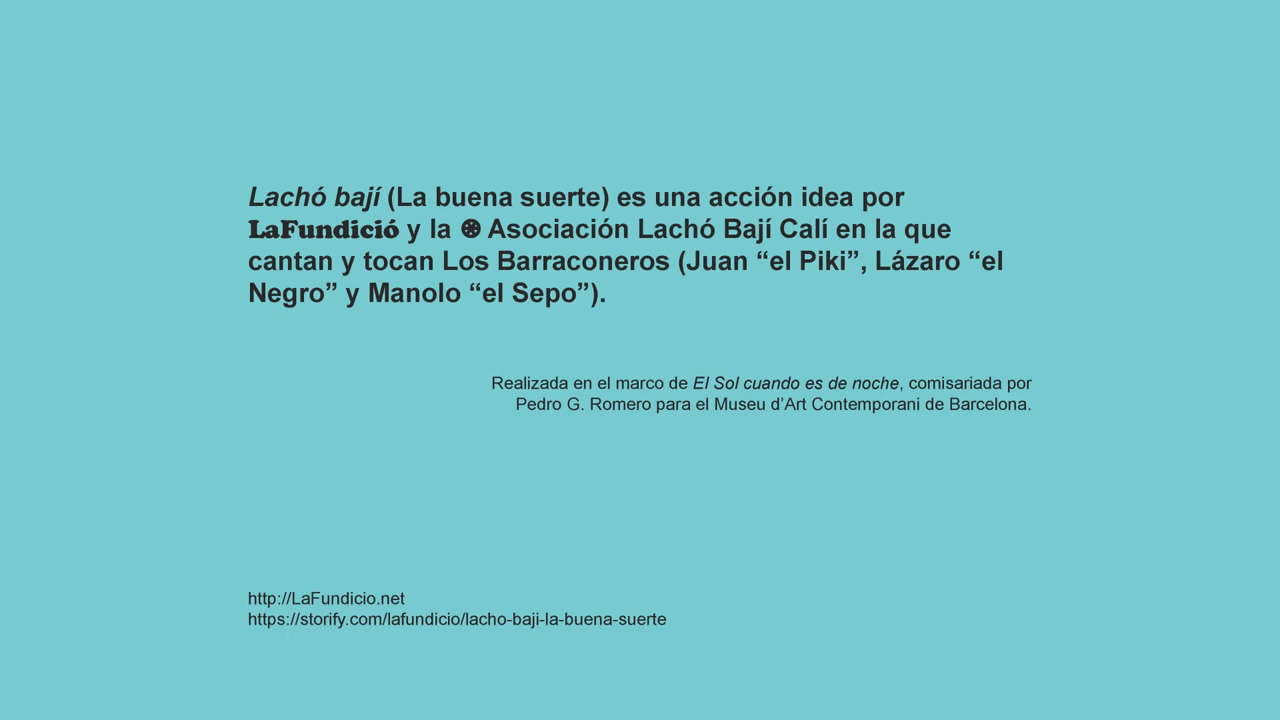 Lachó bají (La buena suerte) es una acción idea por
LaFundició y la ⊛ Asociación Lachó Bají Calí en la que
cantan y tocan Los Barraconeros (Juan “el Piki”, Lázaro “el
Negro” y Manolo “el Sepo”).
Realizada en el marco de El Sol cuando es de noche, comisariada por
Pedro G. Romero para el Museu d’Art Contemporani de Barcelona.
http://LaFundicio.net
https://storify.com/lafundicio/lacho-baji-la-buena-suerte